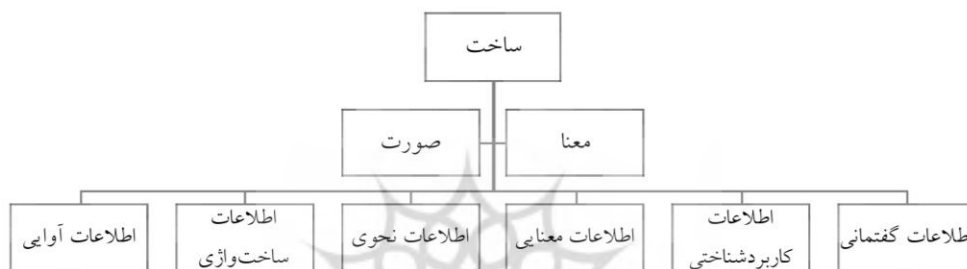 ساخت
معنا
صورت
اطلاعات گفتمانی
اطلاعات
کاربردشناختی
اطلاعات معنایی
اطلاعات نحوی
اطلاعات
ساخت‌واژی
اطلاعات آوایی